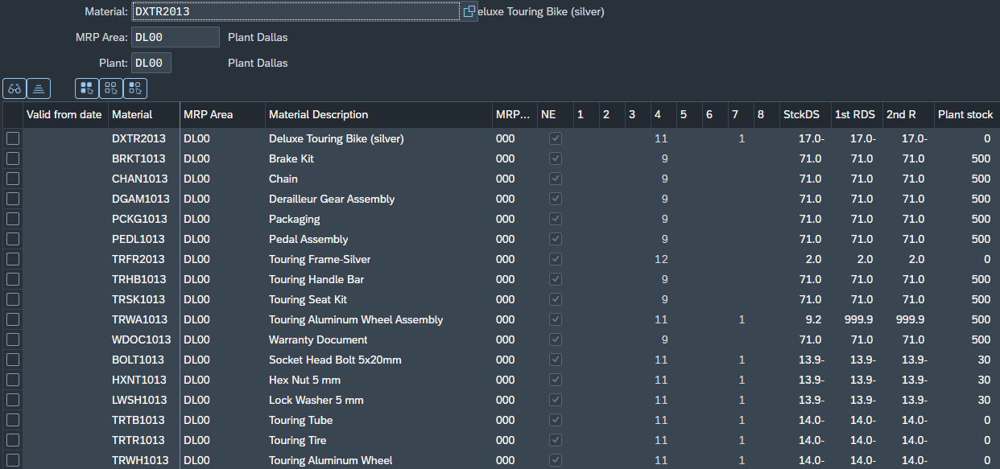 Material: DXTR2013 eluxe Touring Bike (silver)
MRP Area: DL00 Plant Dallas
Plant: DL00 Plant Dallas
Valid from date Material MRP Area Material Description MRP... NE 1 2 3 4 5 6 7 8 StckDS 1st RDS 2nd R Plant stock
DXTR2013 DL00 Deluxe Touring Bike (silver) 000 11 1 17.0- 17.0- 17.0- 0
BRKT1013 DL00 Brake Kit 000 9 71.0 71.0 71.0 500
CHAN1013 DL00 Chain 000 9 71.0 71.0 71.0 500
DGAM1013 DL00 Derailleur Gear Assembly 000 9 71.0 71.0 71.0 500
PCKG1013 DL00 Packaging 000 9 71.0 71.0 71.0 500
PEDL1013 DL00 Pedal Assembly 000 9 71.0 71.0 71.0 500
TRFR2013 DL00 Touring Frame-Silver 000 12 2.0 2.0 2.0 0
TRHB1013 DL00 Touring Handle Bar 000 9 71.0 71.0 71.0 500
TRSK1013 DL00 Touring Seat Kit 000 9 71.0 71.0 71.0 500
TRWA1013 DL00 Touring Aluminum Wheel Assembly 000 11 1 9.2 999.9 999.9 500
WDOC1013 DL00 Warranty Document 000 9 71.0 71.0 71.0 500
BOLT1013 DL00 Socket Head Bolt 5x20mm 000 11 1 13.9- 13.9- 13.9- 30
HXNT1013 DL00 Hex Nut 5 mm 000 11 1 13.9- 13.9- 13.9- 30
LWSH1013 DL00 Lock Washer 5 mm 000 11 1 13.9- 13.9- 13.9- 30
TRTB1013 DL00 Touring Tube 000 11 1 14.0- 14.0- 14.0- 0
TRTR1013 DL00 Touring Tire 000 11 1 14.0- 14.0- 14.0- 0
TRWH1013 DL00 Touring Aluminum Wheel 000 11 1 14.0- 14.0- 14.0- 0